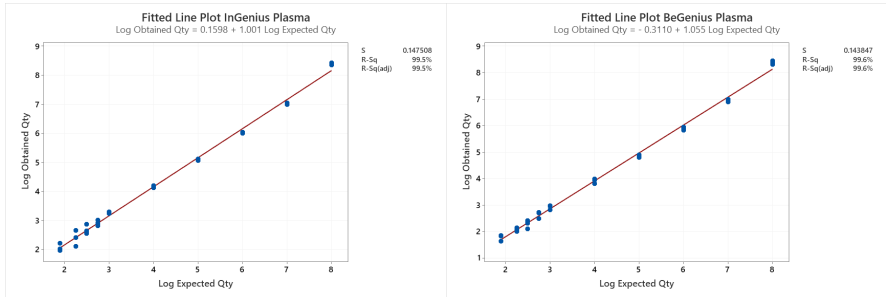 Fitted Line Plot InGenius Plasma
Log Obtained Qty = 0.1598 + 1.001 Log Expected Qty
S 0.147508
R-Sq 99.5%
R-Sq(adj) 99.5%
Log Obtained Qty
9
8
7
6
5
4
3
2
2 3 4 5 6 7 8
Log Expected Qty
Fitted Line Plot BeGenius Plasma
Log Obtained Qty = - 0.3110 + 1.055 Log Expected Qty
S 0.143847
R-Sq 99.6%
R-Sq(adj) 99.6%
Log Obtained Qty
9
8
7
6
5
4
3
2
1
2 3 4 5 6 7 8
Log Expected Qty